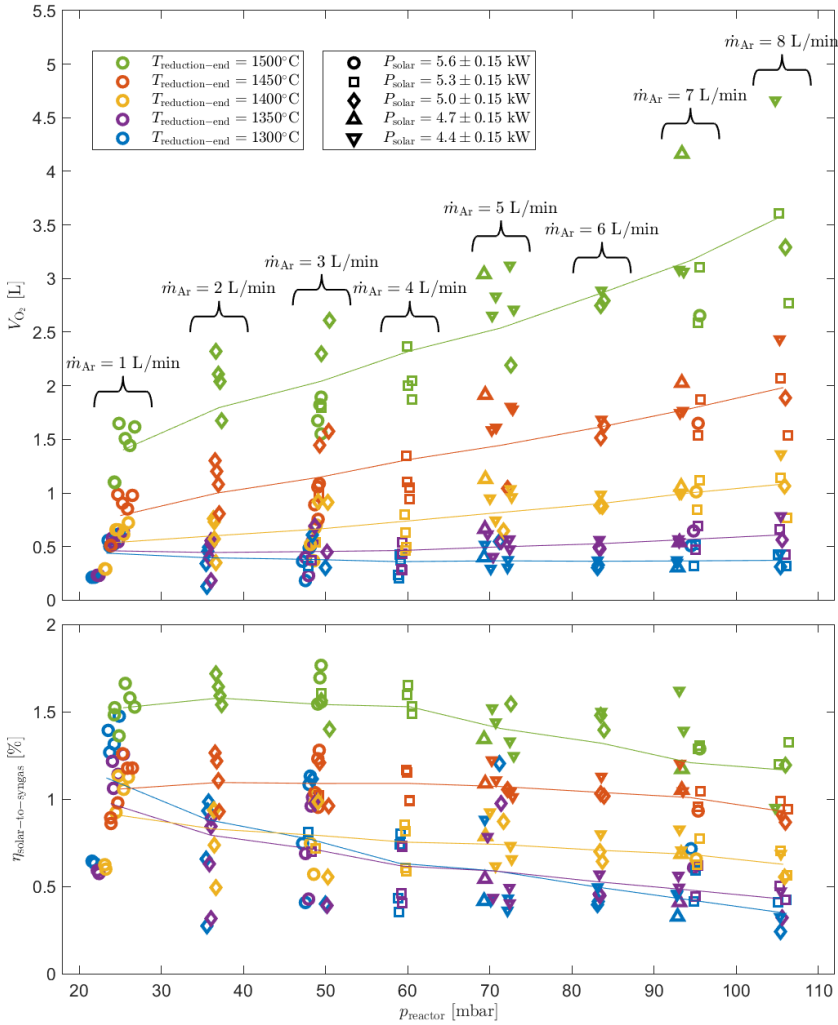 6
5.5
5
4.5
4
3.5
3
2.5
2
1.5
1
0.5
0
V_O₂ [L]
T_reduction−end = 1500°C
T_reduction−end = 1450°C
T_reduction−end = 1400°C
T_reduction−end = 1350°C
T_reduction−end = 1300°C
P_solar = 5.6 ± 0.15 kW
P_solar = 5.3 ± 0.15 kW
P_solar = 5.0 ± 0.15 kW
P_solar = 4.7 ± 0.15 kW
P_solar = 4.4 ± 0.15 kW
ṁ_Ar = 1 L/min
ṁ_Ar = 2 L/min
ṁ_Ar = 3 L/min
ṁ_Ar = 4 L/min
ṁ_Ar = 5 L/min
ṁ_Ar = 6 L/min
ṁ_Ar = 7 L/min
ṁ_Ar = 8 L/min
2
1.5
1
0.5
0
η_solar−to−syngas [%]
20 30 40 50 60 70 80 90 100 110
p_reactor [mbar]